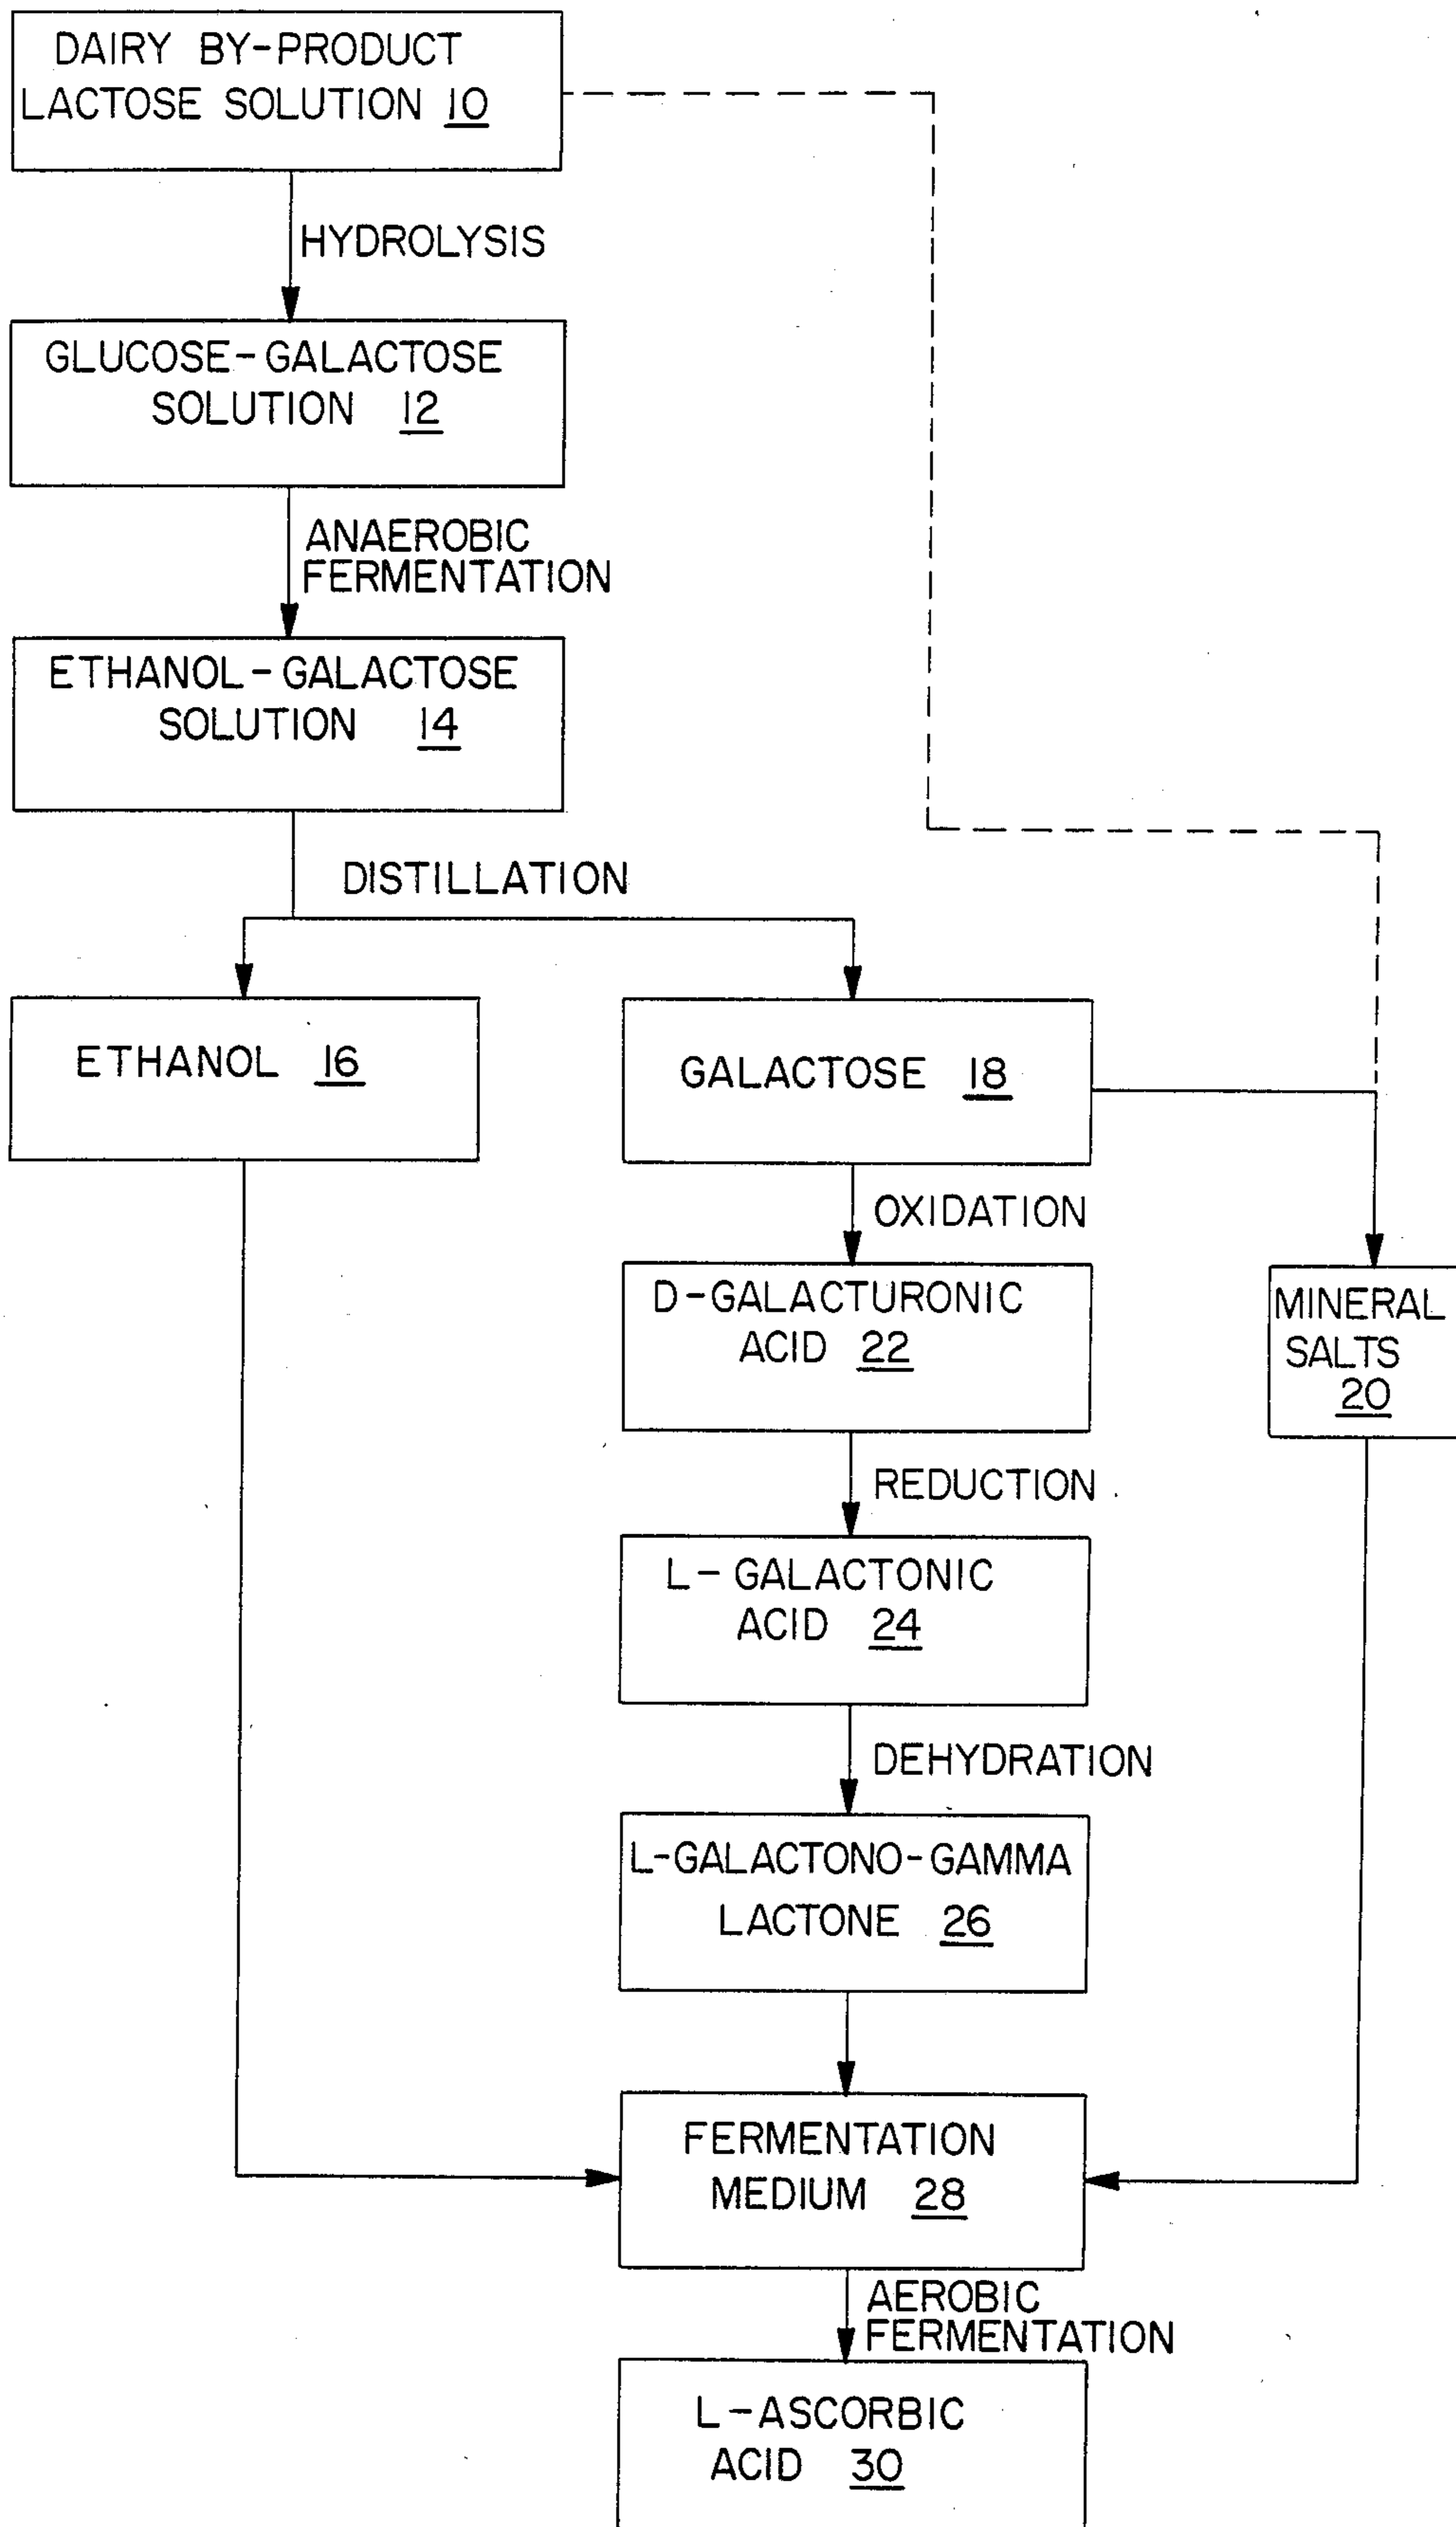 DAIRY BY-PRODUCT
LACTOSE SOLUTION 10
HYDROLYSIS
GLUCOSE-GALACTOSE
SOLUTION 12
ANAEROBIC
FERMENTATION
ETHANOL-GALACTOSE
SOLUTION 14
DISTILLATION
ETHANOL 16
GALACTOSE 18
OXIDATION
D-GALACTURONIC
ACID 22
MINERAL
SALTS
20
REDUCTION
L-GALACTONIC
ACID 24
DEHYDRATION
L-GALACTONO-GAMMA
LACTONE 26
FERMENTATION
MEDIUM 28
AEROBIC
FERMENTATION
L-ASCORBIC
ACID 30